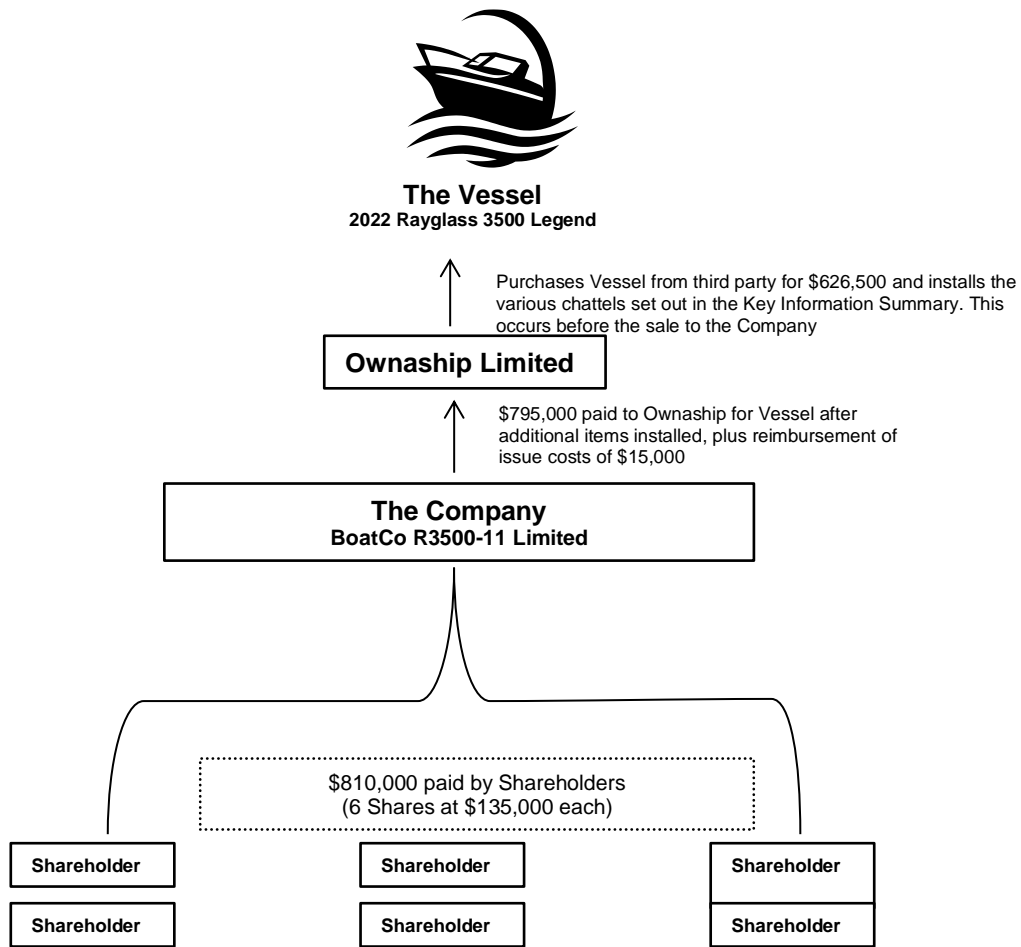 The Vessel
2022 Rayglass 3500 Legend
Purchases Vessel from third party for $626,500 and installs the
various chattels set out in the Key Information Summary. This
occurs before the sale to the Company
Ownaship Limited
$795,000 paid to Ownaship for Vessel after
additional items installed, plus reimbursement of
issue costs of $15,000
The Company
BoatCo R3500-11 Limited
$810,000 paid by Shareholders
(6 Shares at $135,000 each)
Shareholder
Shareholder
Shareholder
Shareholder
Shareholder
Shareholder